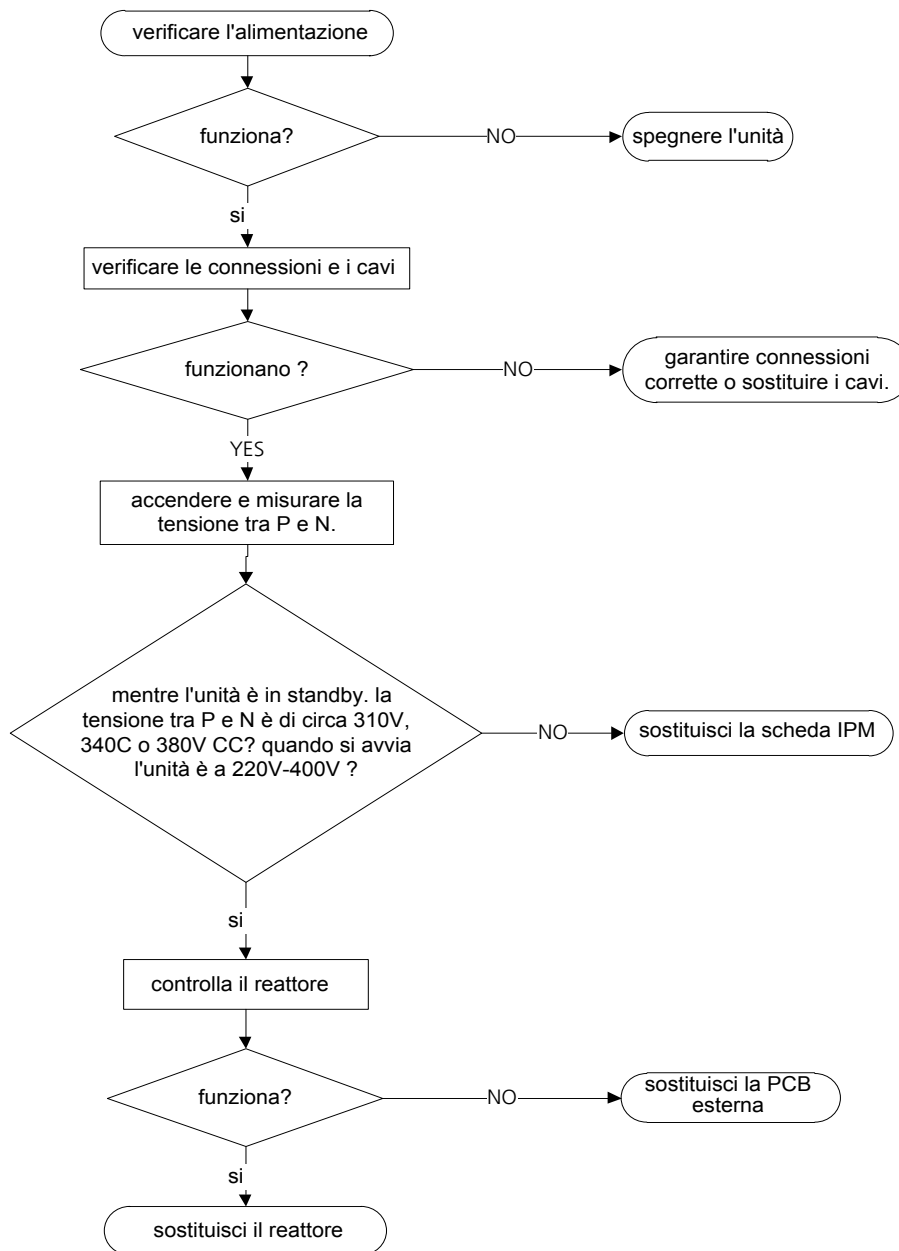 verificare l'alimentazione
funziona?
NO
spegnere l'unità
si
verificare le connessioni e i cavi
funzionano ?
NO
garantire connessioni
corrette o sostituire i cavi.
YES
accendere e misurare la
tensione tra P e N.
mentre l'unità è in standby. la
tensione tra P e N è di circa 310V,
340C o 380V CC? quando si avvia
l'unità è a 220V-400V ?
NO
sostituisci la scheda IPM
si
controlla il reattore
funziona?
NO
sostituisci la PCB
esterna
si
sostituisci il reattore